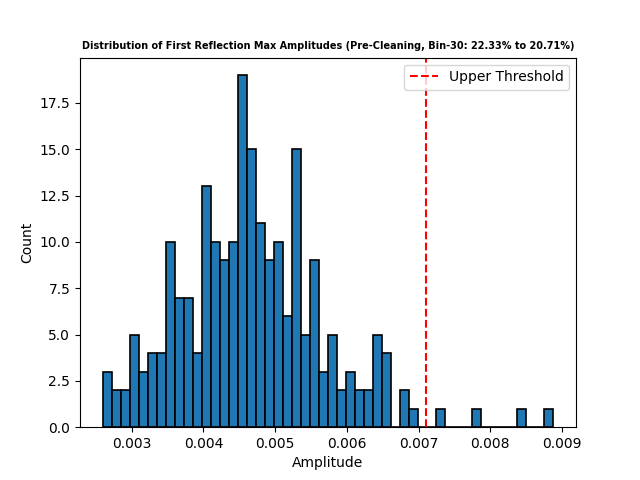 Distribution of First Reflection Max Amplitudes (Pre-Cleaning, Bin-30: 22.33% to 20.71%)
Upper Threshold
17.5
15.0
12.5
10.0
7.5
5.0
2.5
0.0
Count
0.003 0.004 0.005 0.006 0.007 0.008 0.009
Amplitude